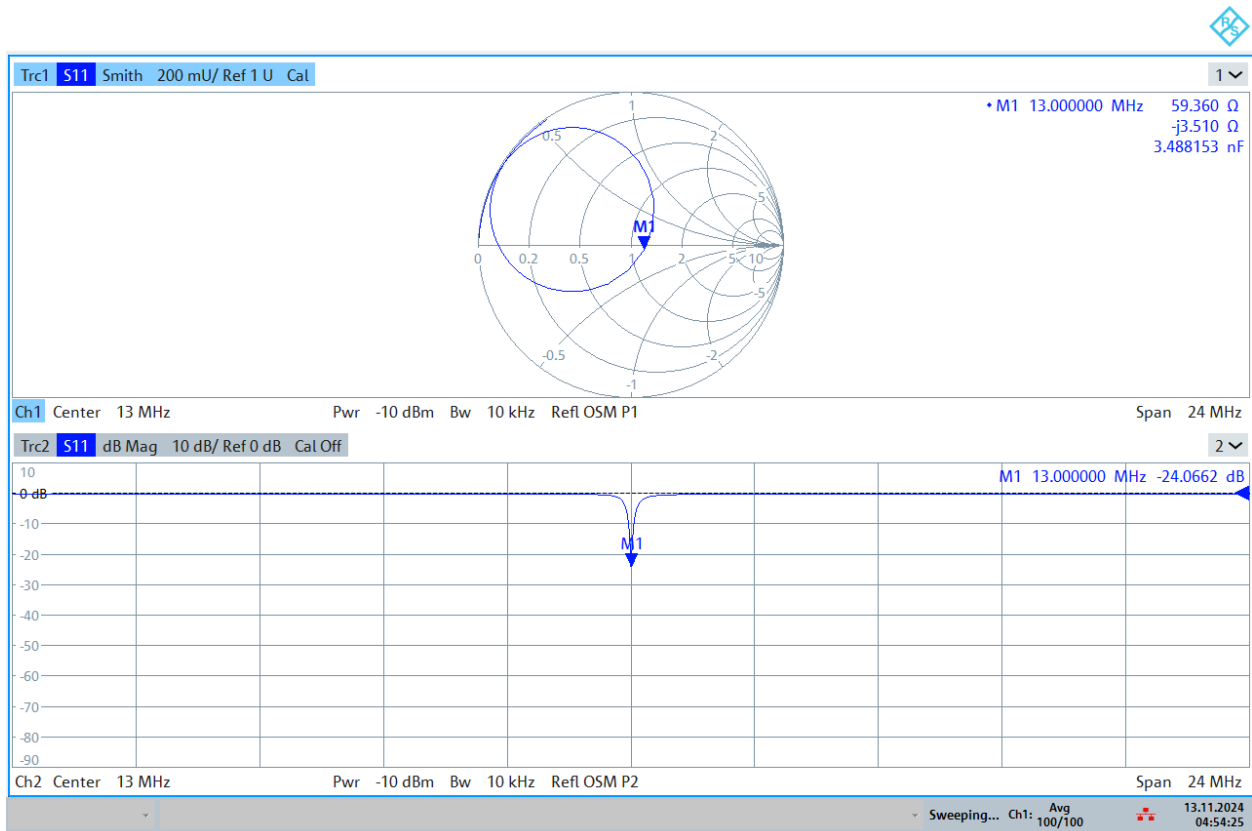 R&S
Trc1 S11 Smith 200 mU/ Ref 1 U Cal
1
• M1 13.000000 MHz 59.360 Ω
-j3.510 Ω
3.488153 nF
1
0.5
2
5
M1
0 0.2 0.5 1 2 5 10
-5
-0.5
-2
-1
Ch1 Center 13 MHz Pwr -10 dBm Bw 10 kHz Refl OSM P1 Span 24 MHz
Trc2 S11 dB Mag 10 dB/ Ref 0 dB Cal Off
2
10
M1 13.000000 MHz -24.0662 dB
0 dB
-10
M1
-20
-30
-40
-50
-60
-70
-80
-90
Ch2 Center 13 MHz Pwr -10 dBm Bw 10 kHz Refl OSM P2 Span 24 MHz
Sweeping... Ch1: Avg 100/100
13.11.2024
04:54:25